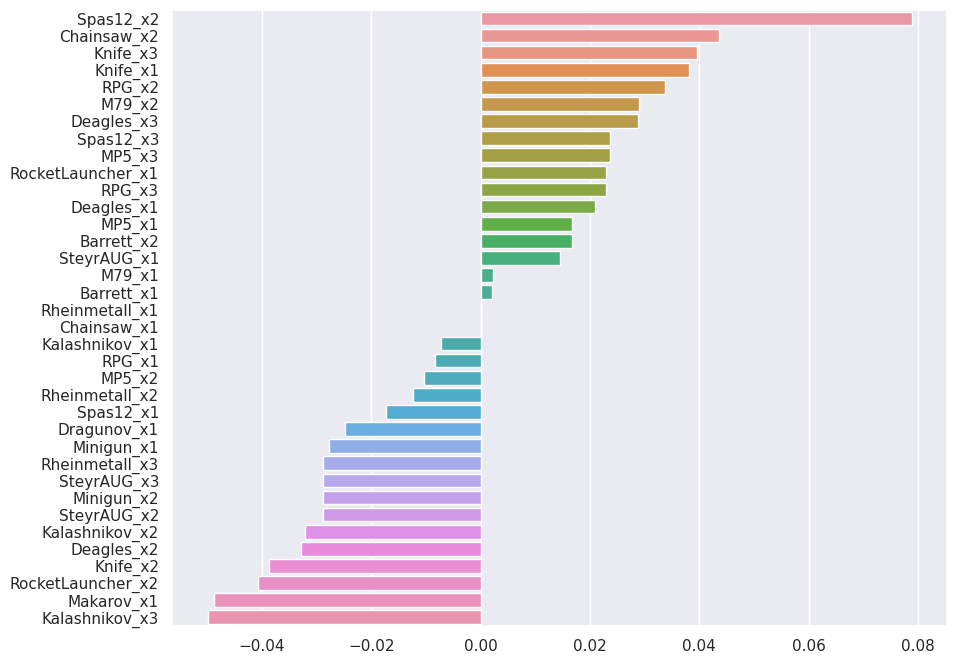 Spas12_x2
Chainsaw_x2
Knife_x3
Knife_x1
RPG_x2
M79_x2
Deagles_x3
Spas12_x3
MP5_x3
RocketLauncher_x1
RPG_x3
Deagles_x1
MP5_x1
Barrett_x2
SteyrAUG_x1
M79_x1
Barrett_x1
Rheinmetall_x1
Chainsaw_x1
Kalashnikov_x1
RPG_x1
MP5_x2
Rheinmetall_x2
Spas12_x1
Dragunov_x1
Minigun_x1
Rheinmetall_x3
SteyrAUG_x3
Minigun_x2
SteyrAUG_x2
Kalashnikov_x2
Deagles_x2
Knife_x2
RocketLauncher_x2
Makarov_x1
Kalashnikov_x3
−0.04 −0.02 0.00 0.02 0.04 0.06 0.08